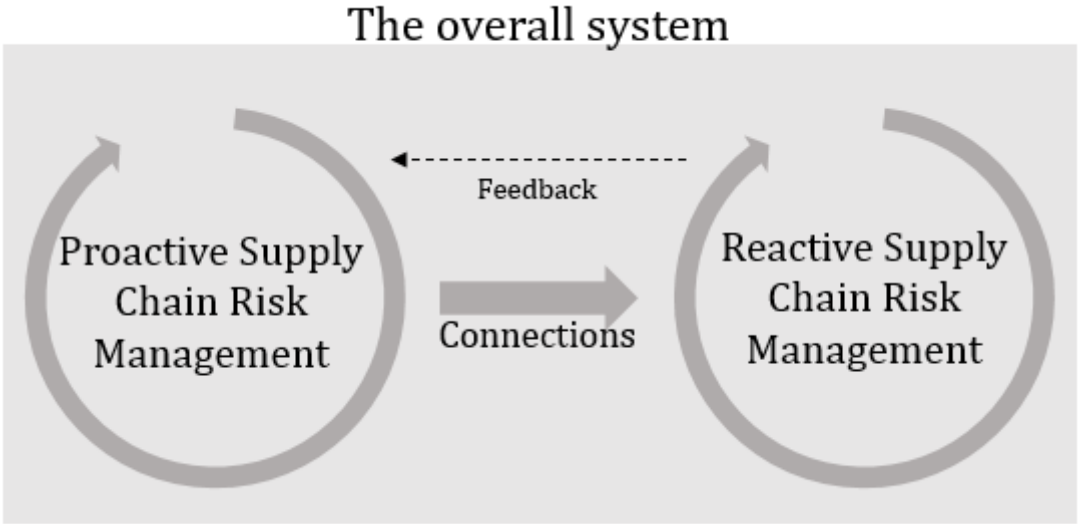 The overall system
Feedback
Proactive Supply
Chain Risk
Management
Connections
Reactive Supply
Chain Risk
Management